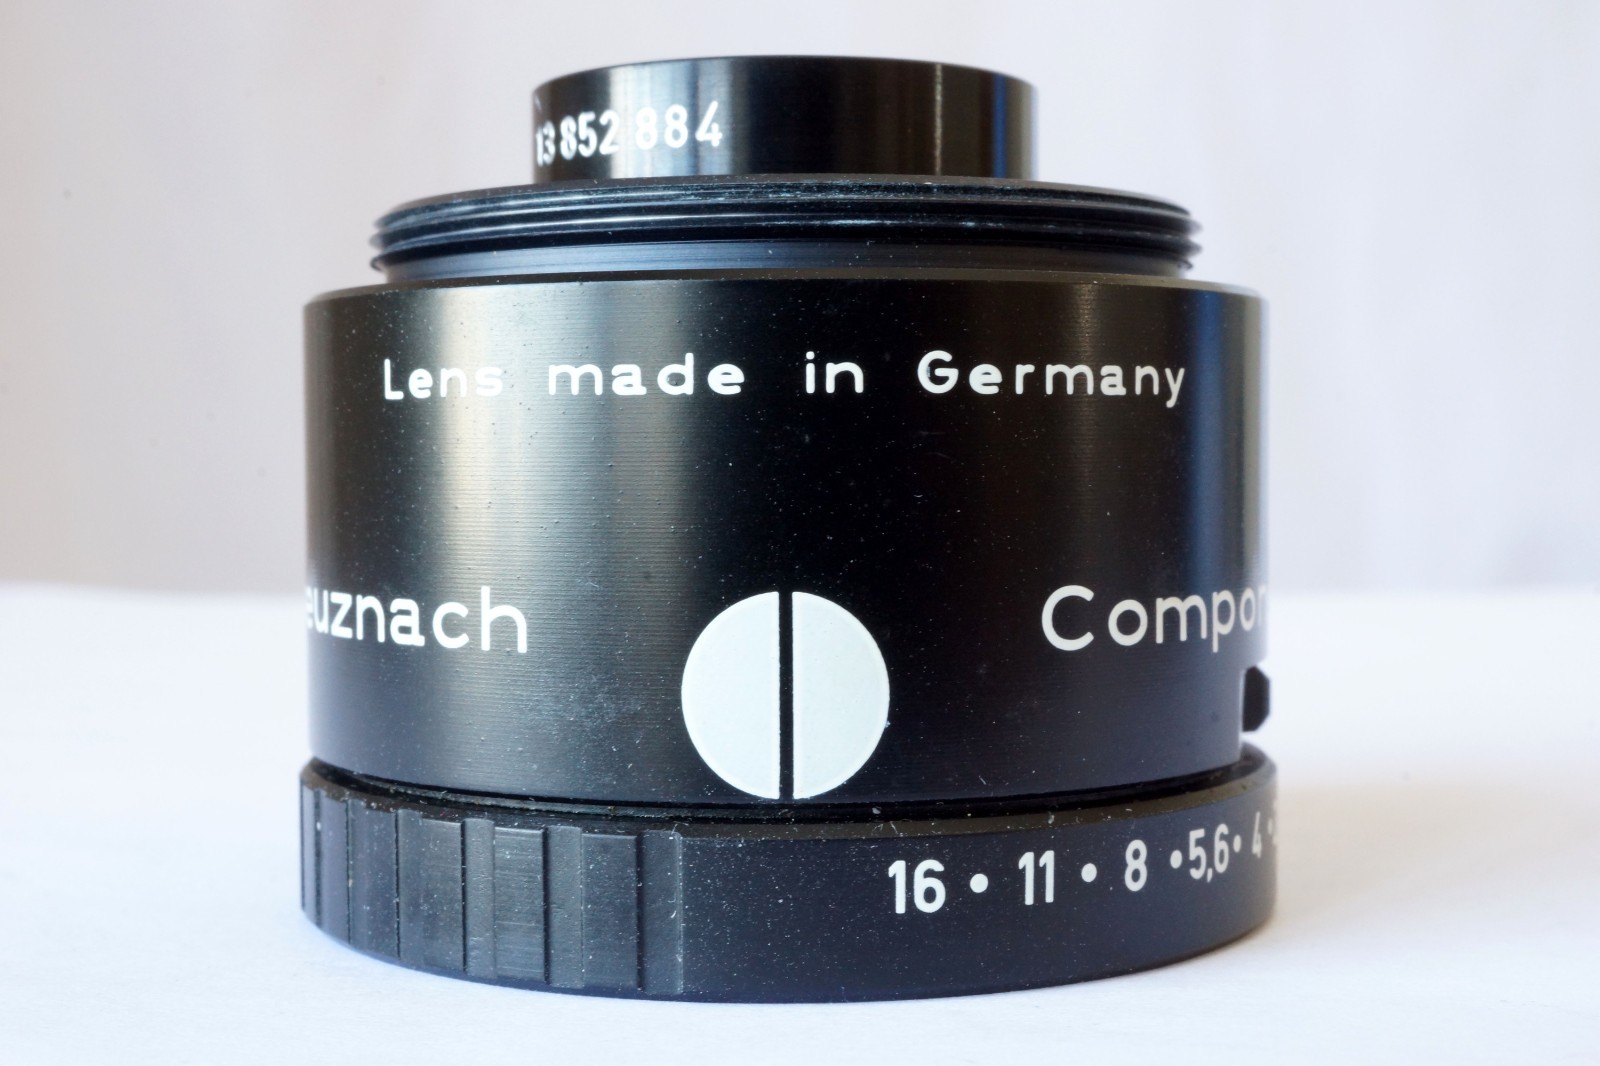 13 852 884
Lens made in Germany
euznach Compon
16 • 11 • 8 • 5,6 • 4 •